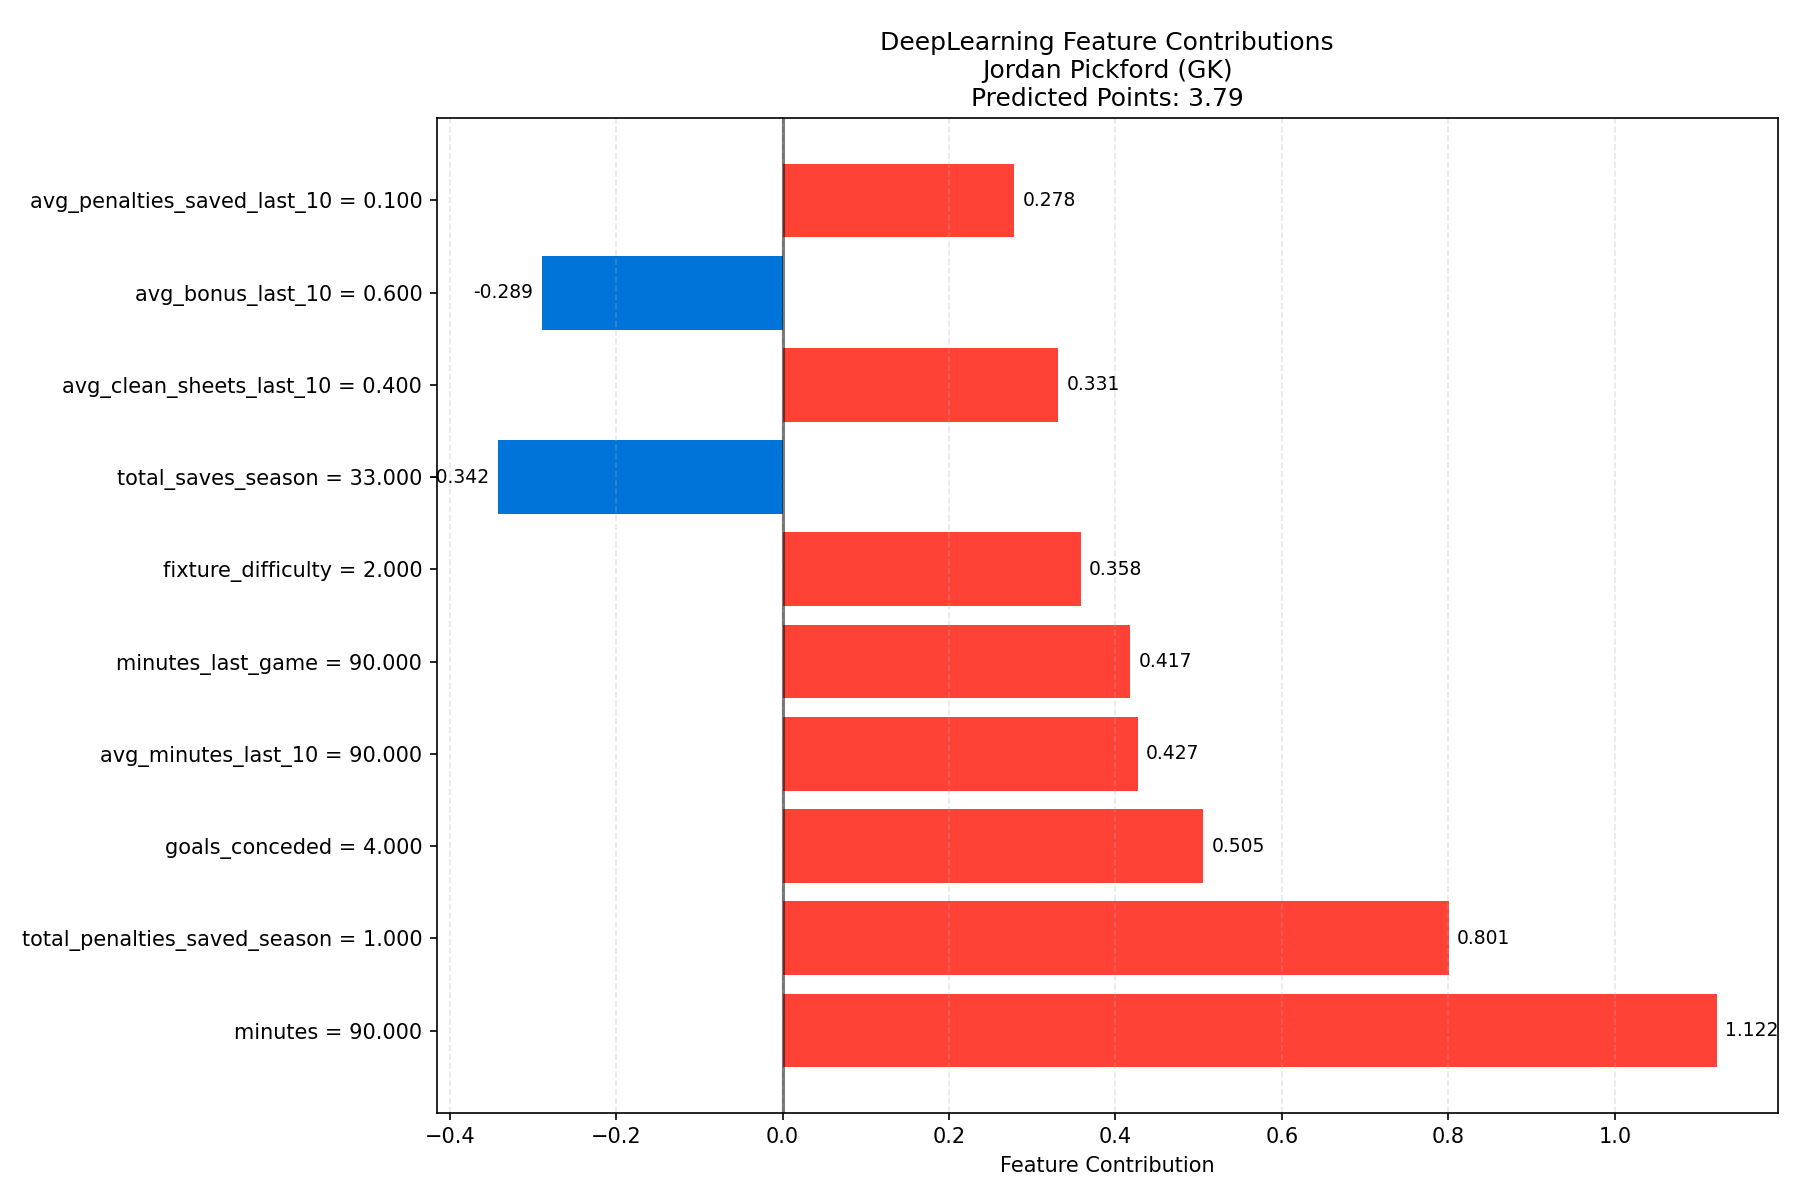 DeepLearning Feature Contributions
Jordan Pickford (GK)
Predicted Points: 3.79
avg_penalties_saved_last_10 = 0.100
0.278
avg_bonus_last_10 = 0.600
-0.289
avg_clean_sheets_last_10 = 0.400
0.331
total_saves_season = 33.000
-0.342
fixture_difficulty = 2.000
0.358
minutes_last_game = 90.000
0.417
avg_minutes_last_10 = 90.000
0.427
goals_conceded = 4.000
0.505
total_penalties_saved_season = 1.000
0.801
minutes = 90.000
1.122
−0.4 −0.2 0.0 0.2 0.4 0.6 0.8 1.0
Feature Contribution